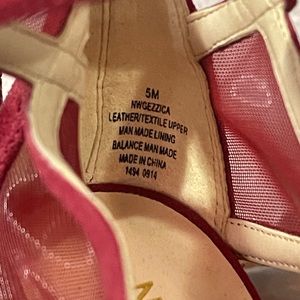 5M
NWGEZZICA
LEATHER/TEXTILE UPPER
MAN MADE LINING
BALANCE MAN MADE
MADE IN CHINA
1494 0914